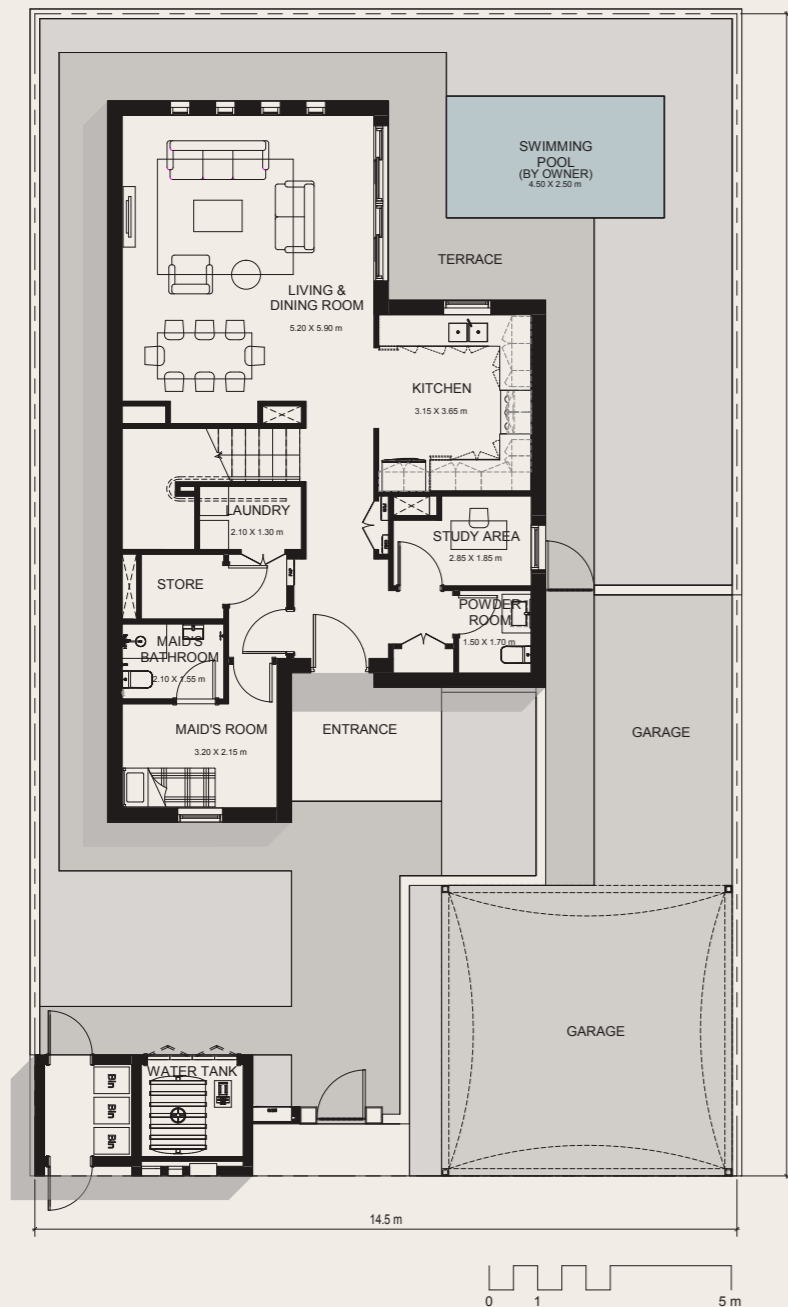 SWIMMING
POOL
(BY OWNER)
4.50 X 2.50 m
TERRACE
LIVING &
DINING ROOM
5.20 X 5.90 m
KITCHEN
3.15 X 3.65 m
LAUNDRY
2.10 X 1.30 m
STUDY AREA
2.85 X 1.85 m
STORE
POWDER
ROOM
1.50 X 1.70 m
MAID'S
BATHROOM
2.10 X 1.55 m
MAID'S ROOM
3.20 X 2.15 m
ENTRANCE
GARAGE
GARAGE
WATER TANK
Bin
Bin
Bin
14.5 m
0 1 5 m